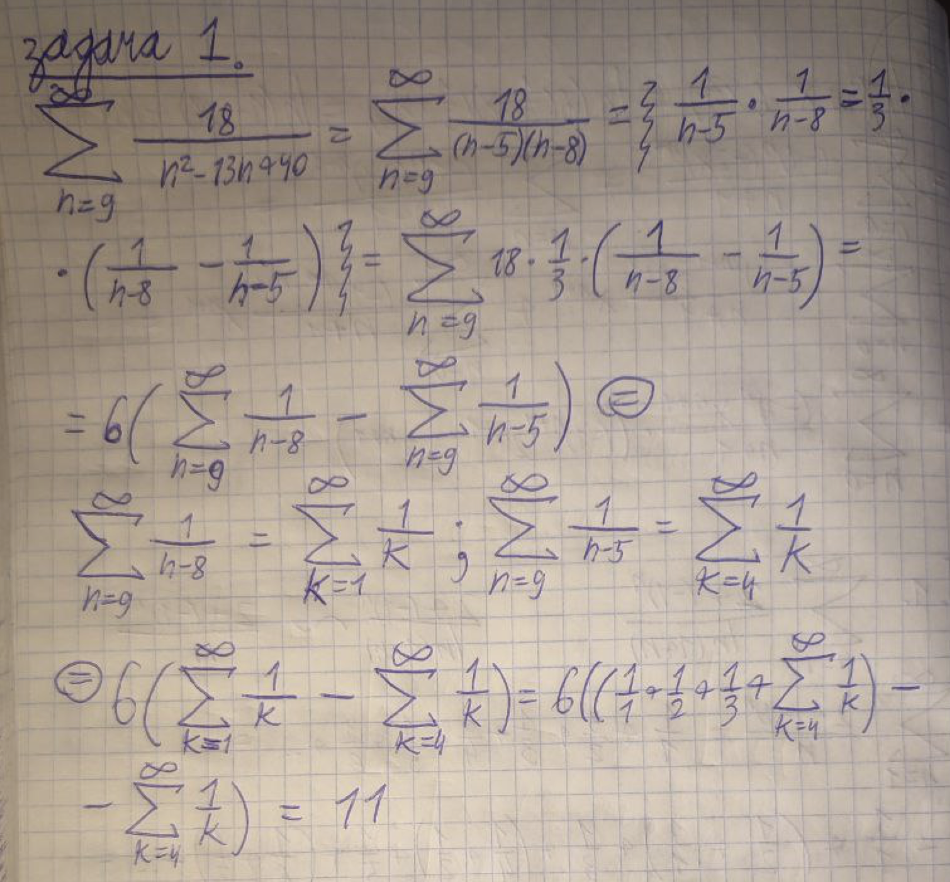 задача 1.
∑_{n=9}^{∞} 18/(n²-13n+40) = ∑_{n=9}^{∞} 18/((n-5)(n-8)) = { 1/(n-5) · 1/(n-8) = 1/3 ·
· (1/(n-8) - 1/(n-5)) } = ∑_{n=9}^{∞} 18 · 1/3 · (1/(n-8) - 1/(n-5)) =
= 6(∑_{n=9}^{∞} 1/(n-8) - ∑_{n=9}^{∞} 1/(n-5)) ⊜
∑_{n=9}^{∞} 1/(n-8) = ∑_{k=1}^{∞} 1/k ; ∑_{n=9}^{∞} 1/(n-5) = ∑_{k=4}^{∞} 1/k
⊜ 6(∑_{k=1}^{∞} 1/k - ∑_{k=4}^{∞} 1/k) = 6((1/1 + 1/2 + 1/3 + ∑_{k=4}^{∞} 1/k) -
- ∑_{k=4}^{∞} 1/k) = 11